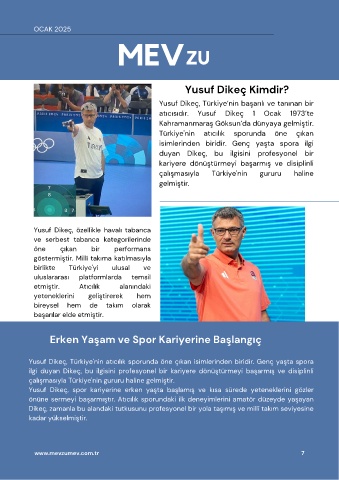 OCAK 2025
MEVZU
Yusuf Dikeç Kimdir?
Yusuf Dikeç, Türkiye'nin başarılı ve tanınan bir
atıcısıdır. Yusuf Dikeç 1 Ocak 1973'te
Kahramanmaraş Göksun'da dünyaya gelmiştir.
Türkiye'nin atıcılık sporunda öne çıkan
isimlerinden biridir. Genç yaşta spora ilgi
duyan Dikeç, bu ilgisini profesyonel bir
kariyere dönüştürmeyi başarmış ve disiplinli
çalışmasıyla Türkiye'nin gururu haline
gelmiştir.
Yusuf Dikeç, özellikle havalı tabanca
ve serbest tabanca kategorilerinde
öne çıkan bir performans
göstermiştir. Milli takıma katılmasıyla
birlikte Türkiye'yi ulusal ve
uluslararası platformlarda temsil
etmiştir. Atıcılık alanındaki
yeteneklerini geliştirerek hem
bireysel hem de takım olarak
başarılar elde etmiştir.
Erken Yaşam ve Spor Kariyerine Başlangıç
Yusuf Dikeç, Türkiye'nin atıcılık sporunda öne çıkan isimlerinden biridir. Genç yaşta spora
ilgi duyan Dikeç, bu ilgisini profesyonel bir kariyere dönüştürmeyi başarmış ve disiplinli
çalışmasıyla Türkiye'nin gururu haline gelmiştir.
Yusuf Dikeç, spor kariyerine erken yaşta başlamış ve kısa sürede yeteneklerini gözler
önüne sermeyi başarmıştır. Atıcılık sporundaki ilk deneyimlerini amatör düzeyde yaşayan
Dikeç, zamanla bu alandaki tutkusunu profesyonel bir yola taşımış ve milli takım seviyesine
kadar yükselmiştir.
www.mevzumev.com.tr
7